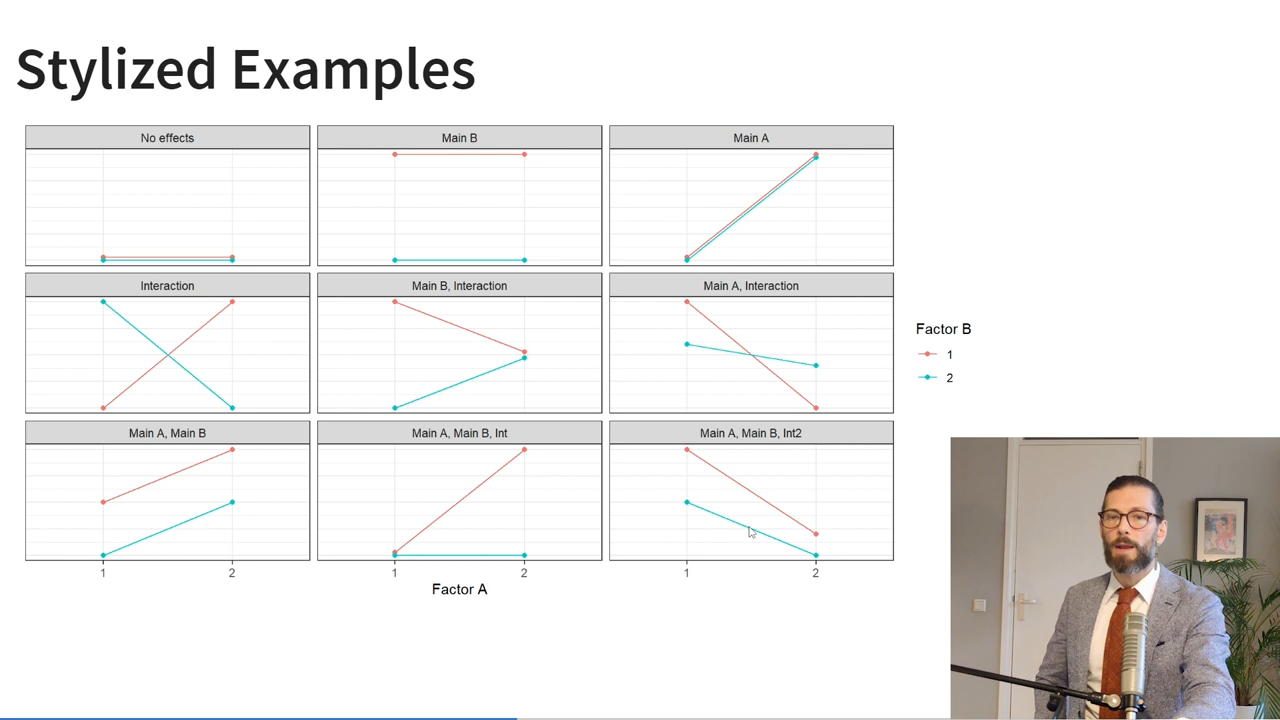 Stylized Examples
No effects
Main B
Main A
Interaction
Main B, Interaction
Main A, Interaction
Main A, Main B
Main A, Main B, Int
Main A, Main B, Int2
1
2
1
2
1
2
Factor A
Factor B
1
2